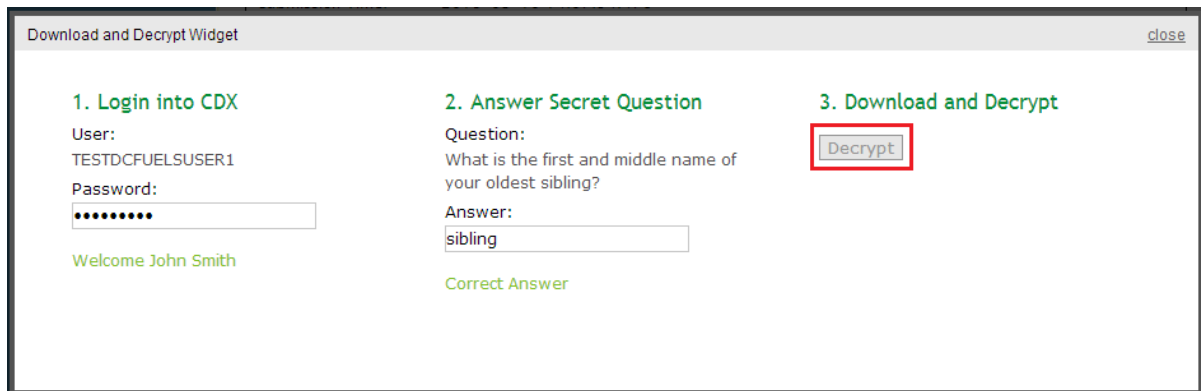 Download and Decrypt Widget
close
1. Login into CDX
User:
TESTDCFUELSUSER1
Password:
•••••••••
Welcome John Smith
2. Answer Secret Question
Question:
What is the first and middle name of
your oldest sibling?
Answer:
sibling
Correct Answer
3. Download and Decrypt
Decrypt